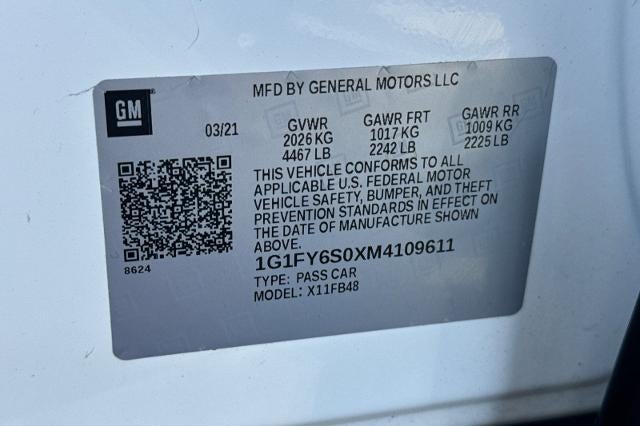 MFD BY GENERAL MOTORS LLC
GM
03/21
GVWR GAWR FRT GAWR RR
2026 KG 1017 KG 1009 KG
4467 LB 2242 LB 2225 LB
THIS VEHICLE CONFORMS TO ALL
APPLICABLE U.S. FEDERAL MOTOR
VEHICLE SAFETY, BUMPER, AND THEFT
PREVENTION STANDARDS IN EFFECT ON
THE DATE OF MANUFACTURE SHOWN
ABOVE.
8624
1G1FY6S0XM4109611
TYPE: PASS CAR
MODEL: X11FB48